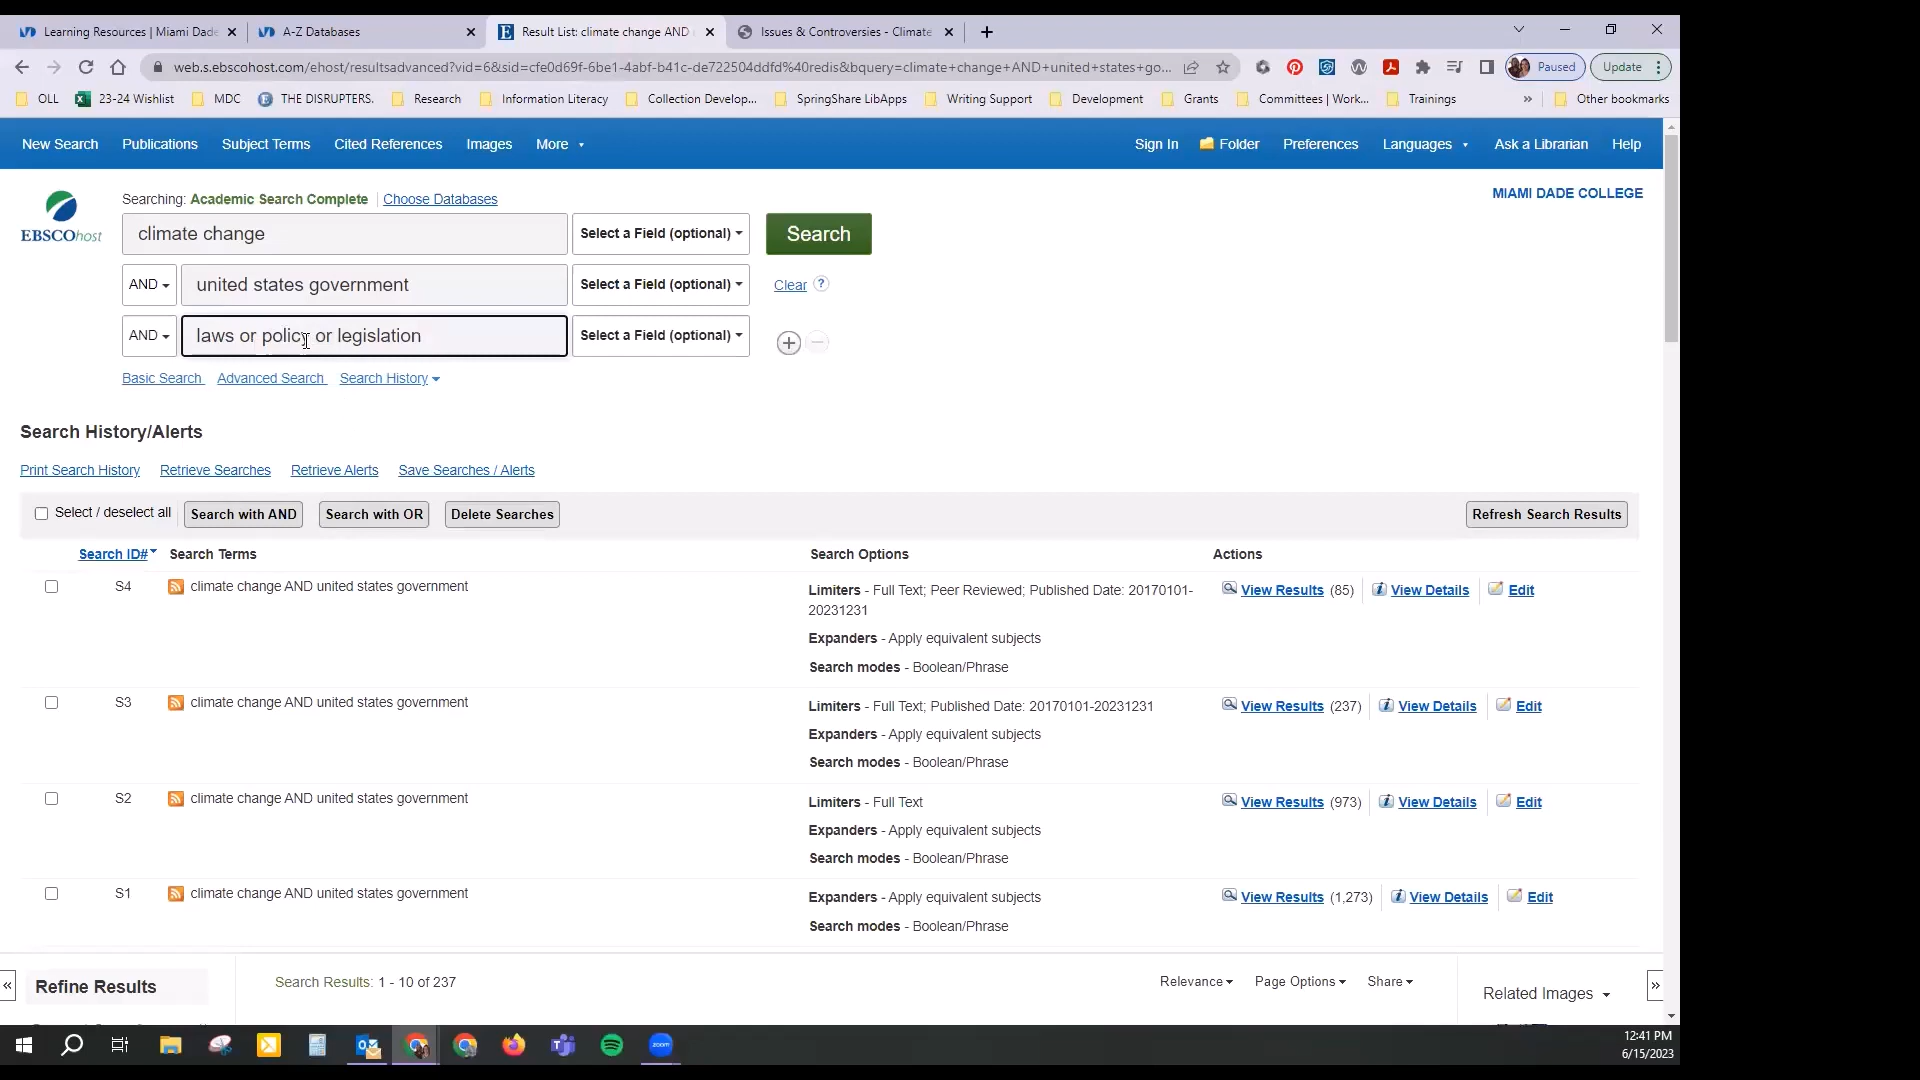 Learning Resources | Miami Dade
A-Z Databases
Result List: climate change AND
Issues & Controversies - Climate
web.s.ebscohost.com/ehost/resultsadvanced?vid=6&sid=cfe0d69f-6be1-4abf-b41c-de722504ddfd%40redis&bquery=climate+change+AND+united+states+go...
Paused
Update
OLL
23-24 Wishlist
MDC
THE DISRUPTERS.
Research
Information Literacy
Collection Develop...
SpringShare LibApps
Writing Support
Development
Grants
Committees | Work...
Trainings
»
Other bookmarks
New Search
Publications
Subject Terms
Cited References
Images
More
Sign In
Folder
Preferences
Languages
Ask a Librarian
Help
EBSCOhost
Searching: Academic Search Complete
Choose Databases
MIAMI DADE COLLEGE
climate change
Select a Field (optional)
Search
AND
united states government
Select a Field (optional)
Clear
?
AND
laws or policy or legislation
Select a Field (optional)
Basic Search
Advanced Search
Search History
Search History/Alerts
Print Search History
Retrieve Searches
Retrieve Alerts
Save Searches / Alerts
Select / deselect all
Search with AND
Search with OR
Delete Searches
Refresh Search Results
Search ID#
Search Terms
Search Options
Actions
S4
climate change AND united states government
Limiters - Full Text; Peer Reviewed; Published Date: 20170101-
20231231
Expanders - Apply equivalent subjects
Search modes - Boolean/Phrase
View Results (85)
View Details
Edit
S3
climate change AND united states government
Limiters - Full Text; Published Date: 20170101-20231231
Expanders - Apply equivalent subjects
Search modes - Boolean/Phrase
View Results (237)
View Details
Edit
S2
climate change AND united states government
Limiters - Full Text
Expanders - Apply equivalent subjects
Search modes - Boolean/Phrase
View Results (973)
View Details
Edit
S1
climate change AND united states government
Expanders - Apply equivalent subjects
Search modes - Boolean/Phrase
View Results (1,273)
View Details
Edit
«
Refine Results
Search Results: 1 - 10 of 237
Relevance
Page Options
Share
Related Images
»
zoom
12:41 PM
6/15/2023